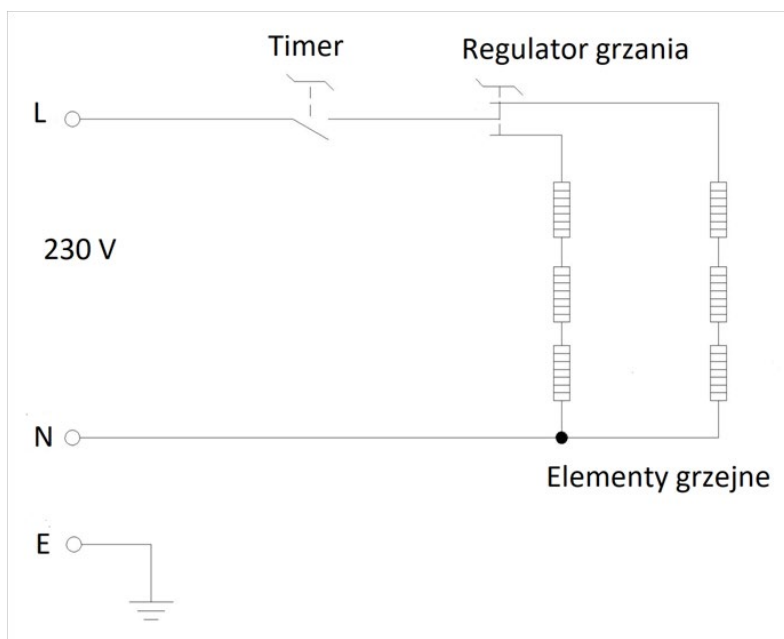 Timer
Regulator grzania
L
230 V
N
Elementy grzejne
E